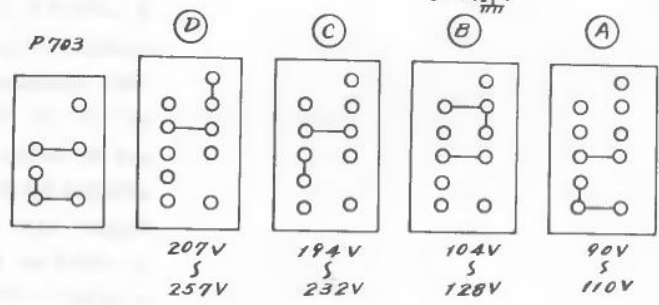 D C B A
P703
207V 194V 104V 90V
∫ ∫ ∫ ∫
257V 232V 128V 110V